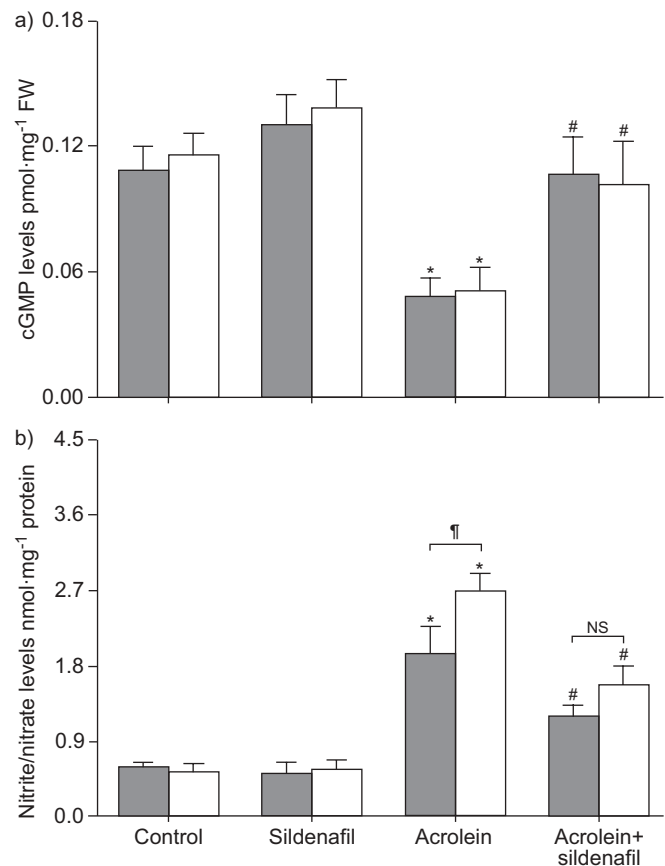 a)
cGMP levels pmol·mg⁻¹ FW
0.18
0.12
0.06
0.00
* *
# #
b)
Nitrite/nitrate levels nmol·mg⁻¹ protein
4.5
3.6
2.7
1.8
0.9
0.0
¶
* *
NS
# #
Control Sildenafil Acrolein Acrolein+
sildenafil